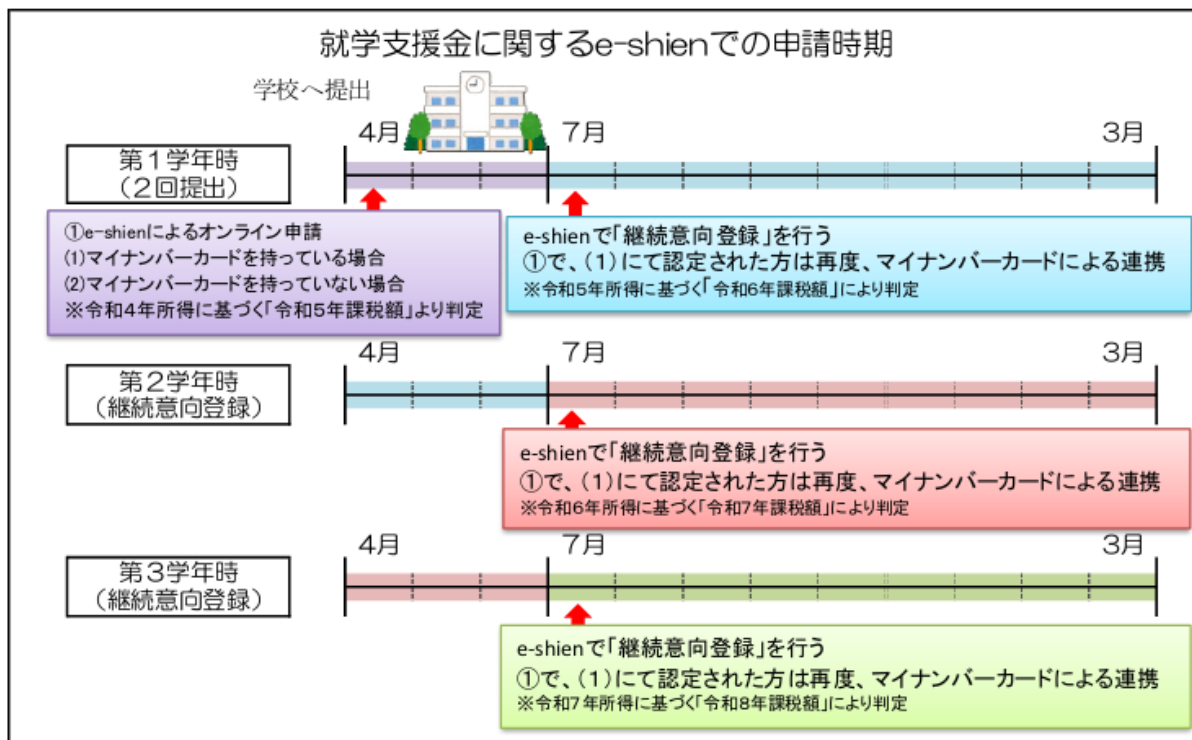 就学支援金に関するe-shienでの申請時期
学校へ提出
4月
7月
3月
第1学年時
(2回提出)
①e-shienによるオンライン申請
(1)マイナンバーカードを持っている場合
(2)マイナンバーカードを持っていない場合
※令和4年所得に基づく「令和5年課税額」より判定
e-shienで「継続意向登録」を行う
①で、(1)にて認定された方は再度、マイナンバーカードによる連携
※令和5年所得に基づく「令和6年課税額」により判定
4月
7月
3月
第2学年時
(継続意向登録)
e-shienで「継続意向登録」を行う
①で、(1)にて認定された方は再度、マイナンバーカードによる連携
※令和6年所得に基づく「令和7年課税額」により判定
4月
7月
3月
第3学年時
(継続意向登録)
e-shienで「継続意向登録」を行う
①で、(1)にて認定された方は再度、マイナンバーカードによる連携
※令和7年所得に基づく「令和8年課税額」により判定